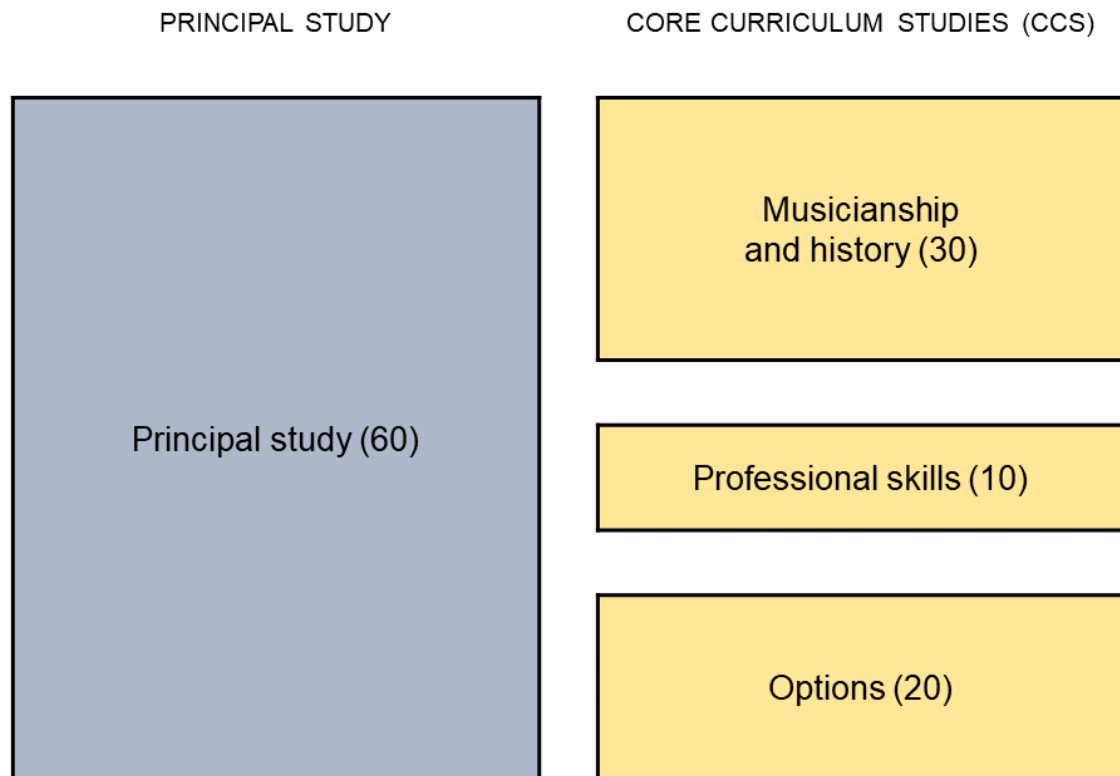 PRINCIPAL STUDY
CORE CURRICULUM STUDIES (CCS)
Principal study (60)
Musicianship
and history (30)
Professional skills (10)
Options (20)